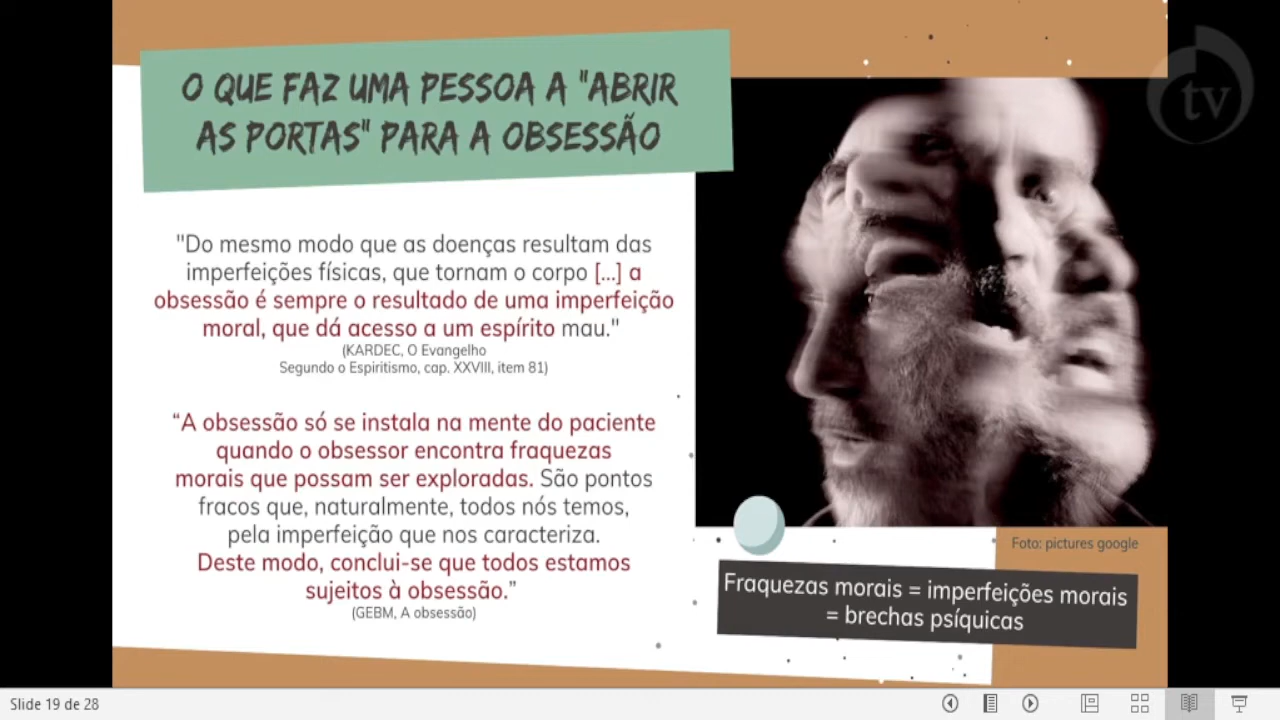 tv
O QUE FAZ UMA PESSOA A "ABRIR
AS PORTAS" PARA A OBSESSÃO
"Do mesmo modo que as doenças resultam das
imperfeições físicas, que tornam o corpo [...] a
obsessão é sempre o resultado de uma imperfeição
moral, que dá acesso a um espírito mau."
(KARDEC, O Evangelho
Segundo o Espiritismo, cap. XXVIII, item 81)
“A obsessão só se instala na mente do paciente
quando o obsessor encontra fraquezas
morais que possam ser exploradas. São pontos
fracos que, naturalmente, todos nós temos,
pela imperfeição que nos caracteriza.
Deste modo, conclui-se que todos estamos
sujeitos à obsessão.”
(GEBM, A obsessão)
Foto: pictures google
Fraquezas morais = imperfeições morais
= brechas psíquicas
Slide 19 de 28